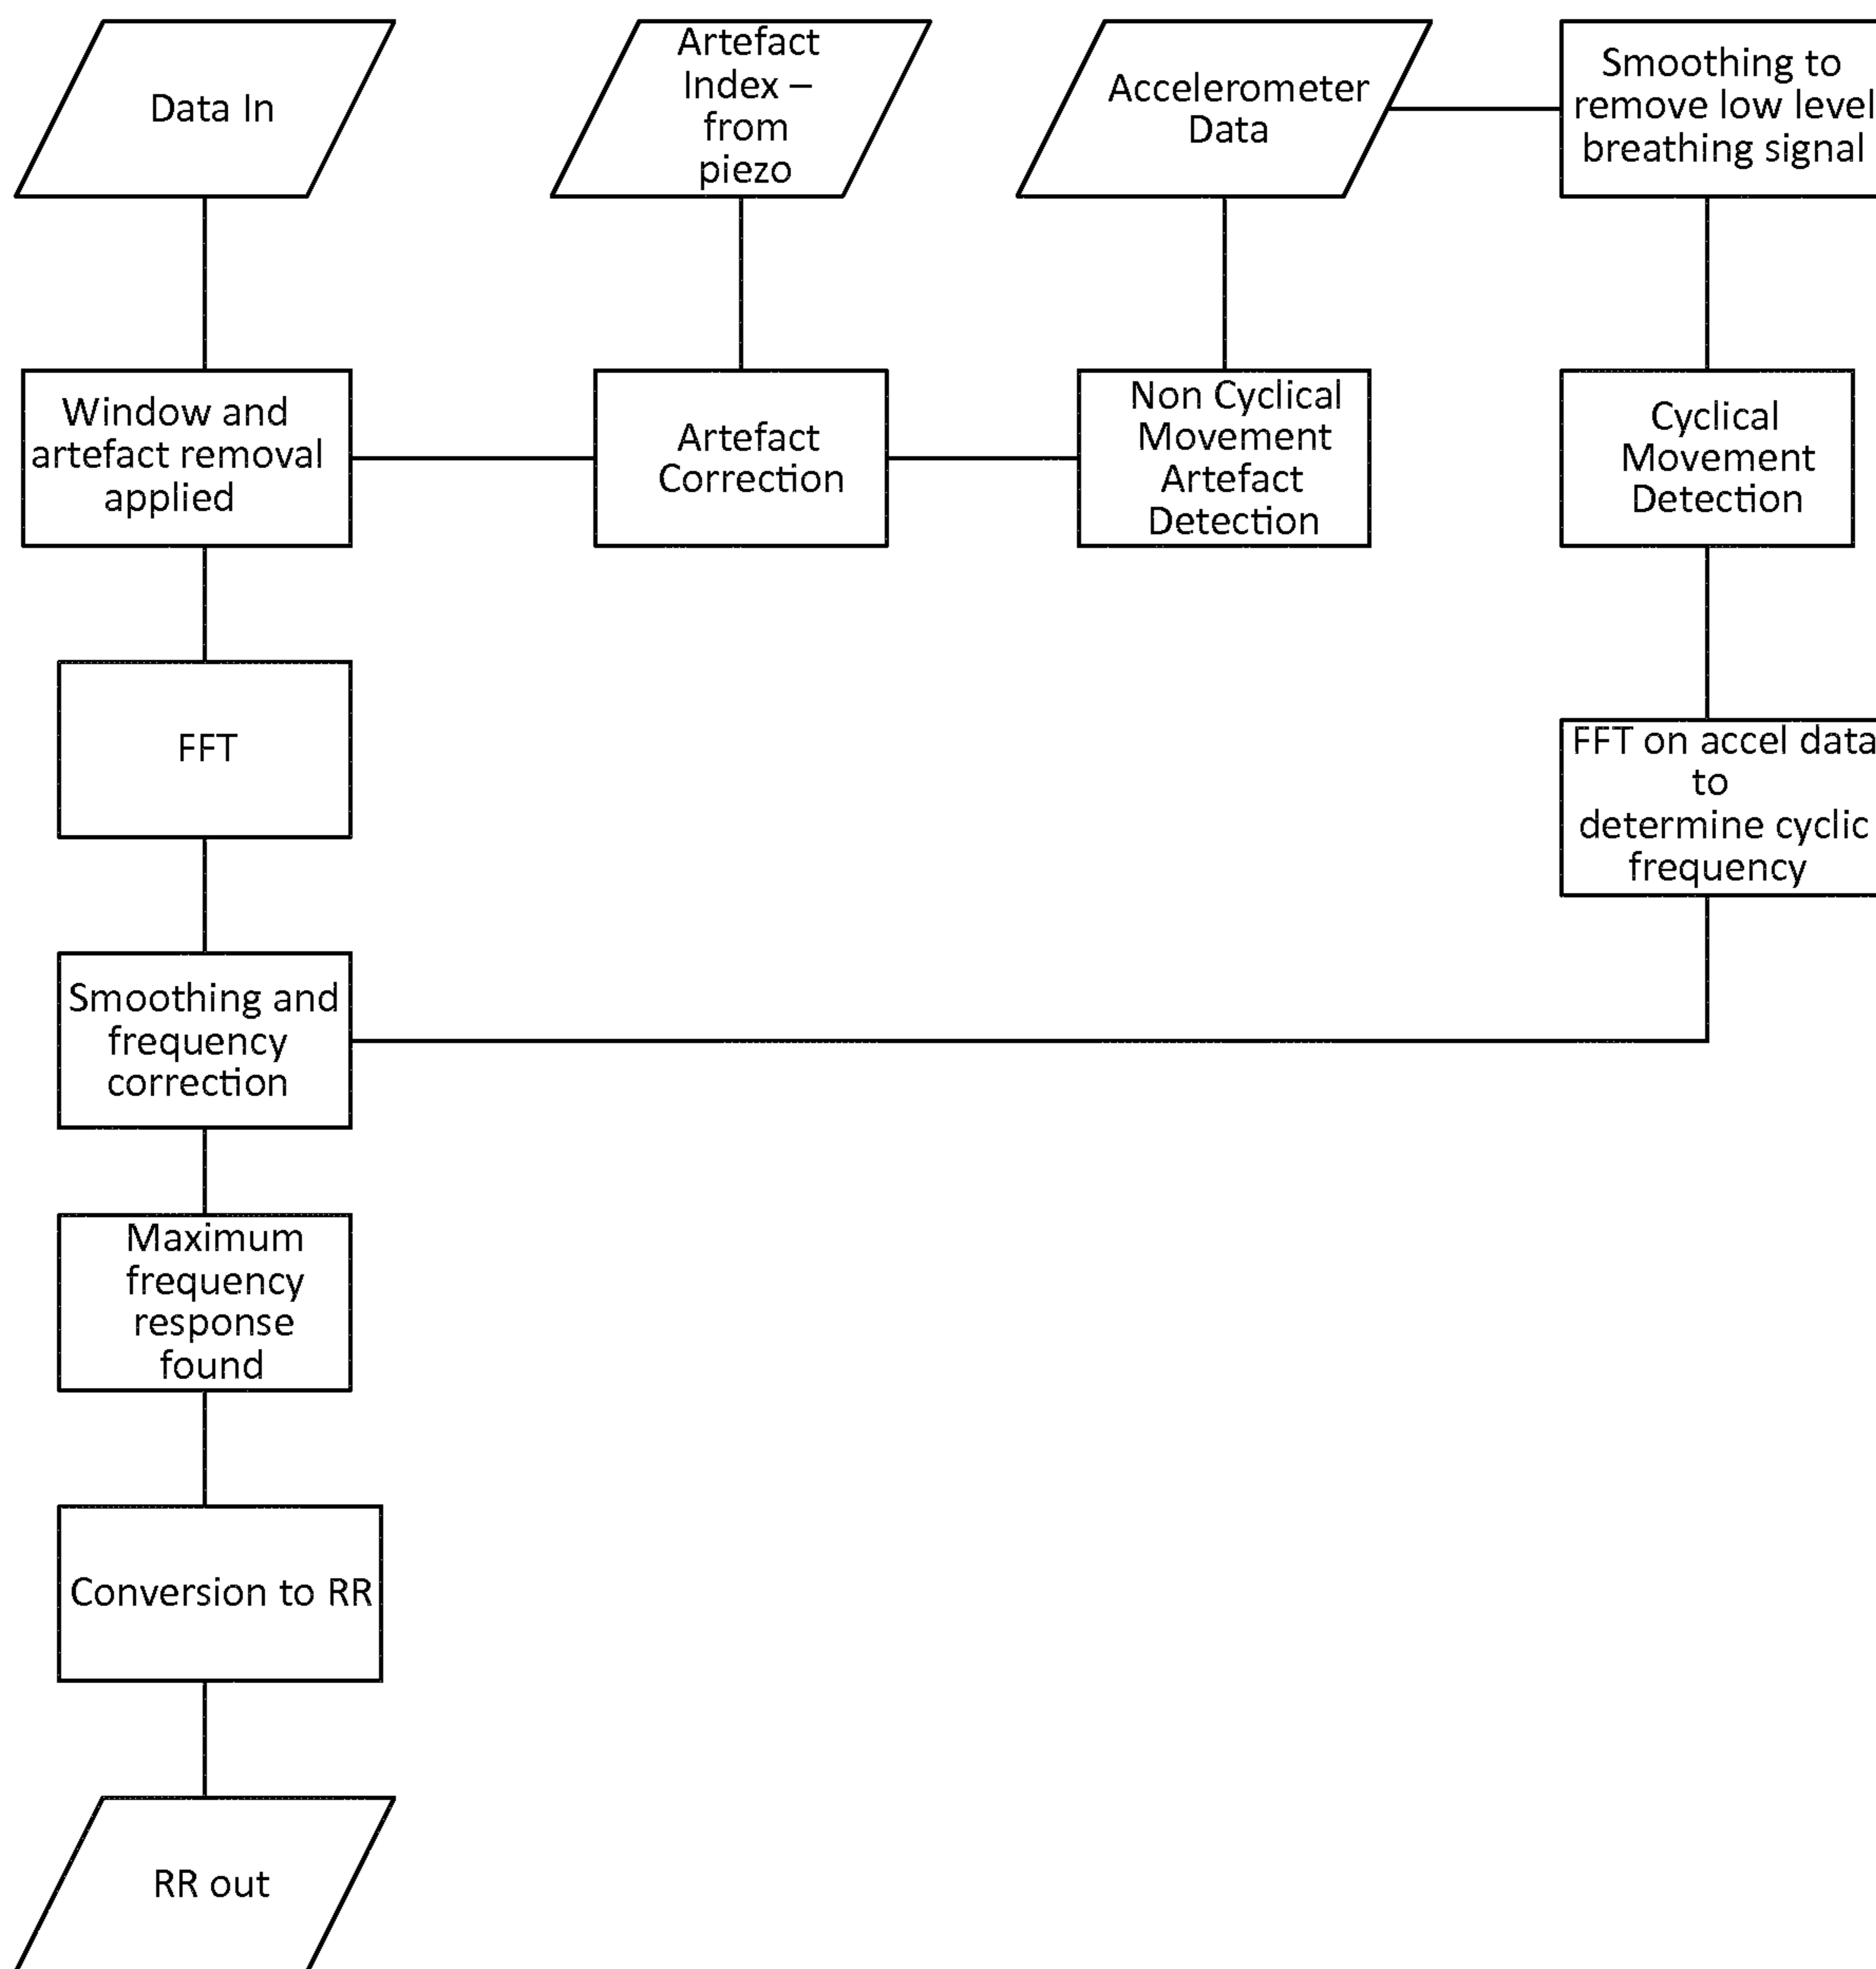 Data In
Artefact
Index –
from
piezo
Accelerometer
Data
Smoothing to
remove low level
breathing signal
Window and
artefact removal
applied
Artefact
Correction
Non Cyclical
Movement
Artefact
Detection
Cyclical
Movement
Detection
FFT
FFT on accel data
to
determine cyclic
frequency
Smoothing and
frequency
correction
Maximum
frequency
response
found
Conversion to RR
RR out